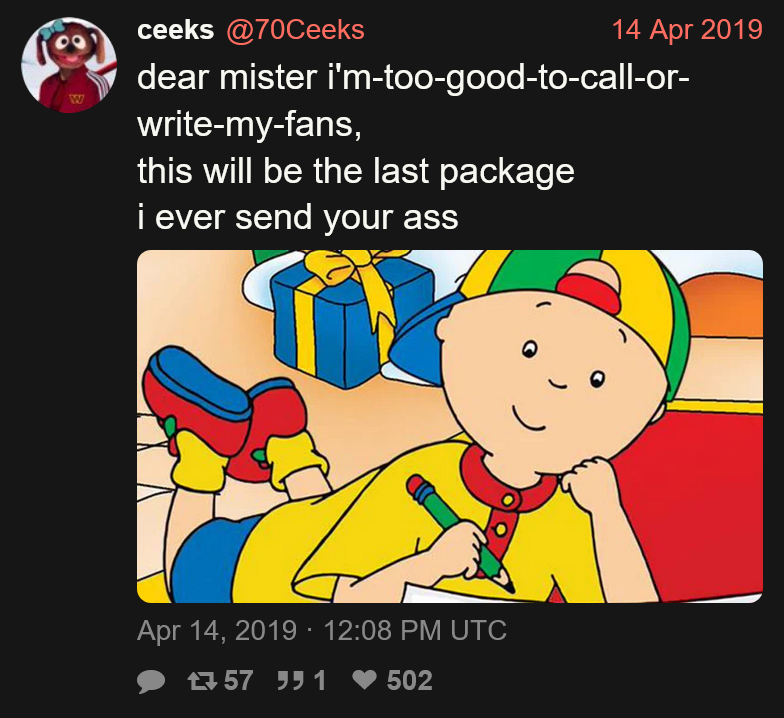 ceeks @70Ceeks 14 Apr 2019
dear mister i'm-too-good-to-call-or-
write-my-fans,
this will be the last package
i ever send your ass
Apr 14, 2019 · 12:08 PM UTC
57 1 502
W